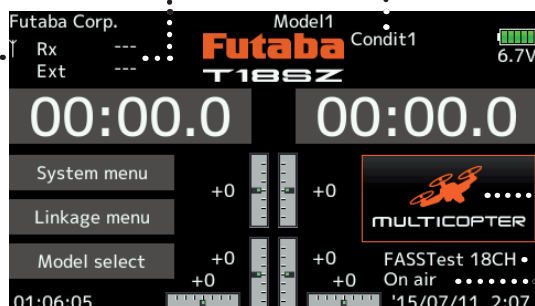 Futaba Corp.
Model1
Rx ---
Ext ---
Futaba
T18SZ
Condit1
6.7V
00:00.0
00:00.0
System menu
Linkage menu
Model select
+0
+0
MULTICOPTER
+0
+0
+0
+0
FASSTest 18CH
On air
01:06:05
'15/07/11 2:07